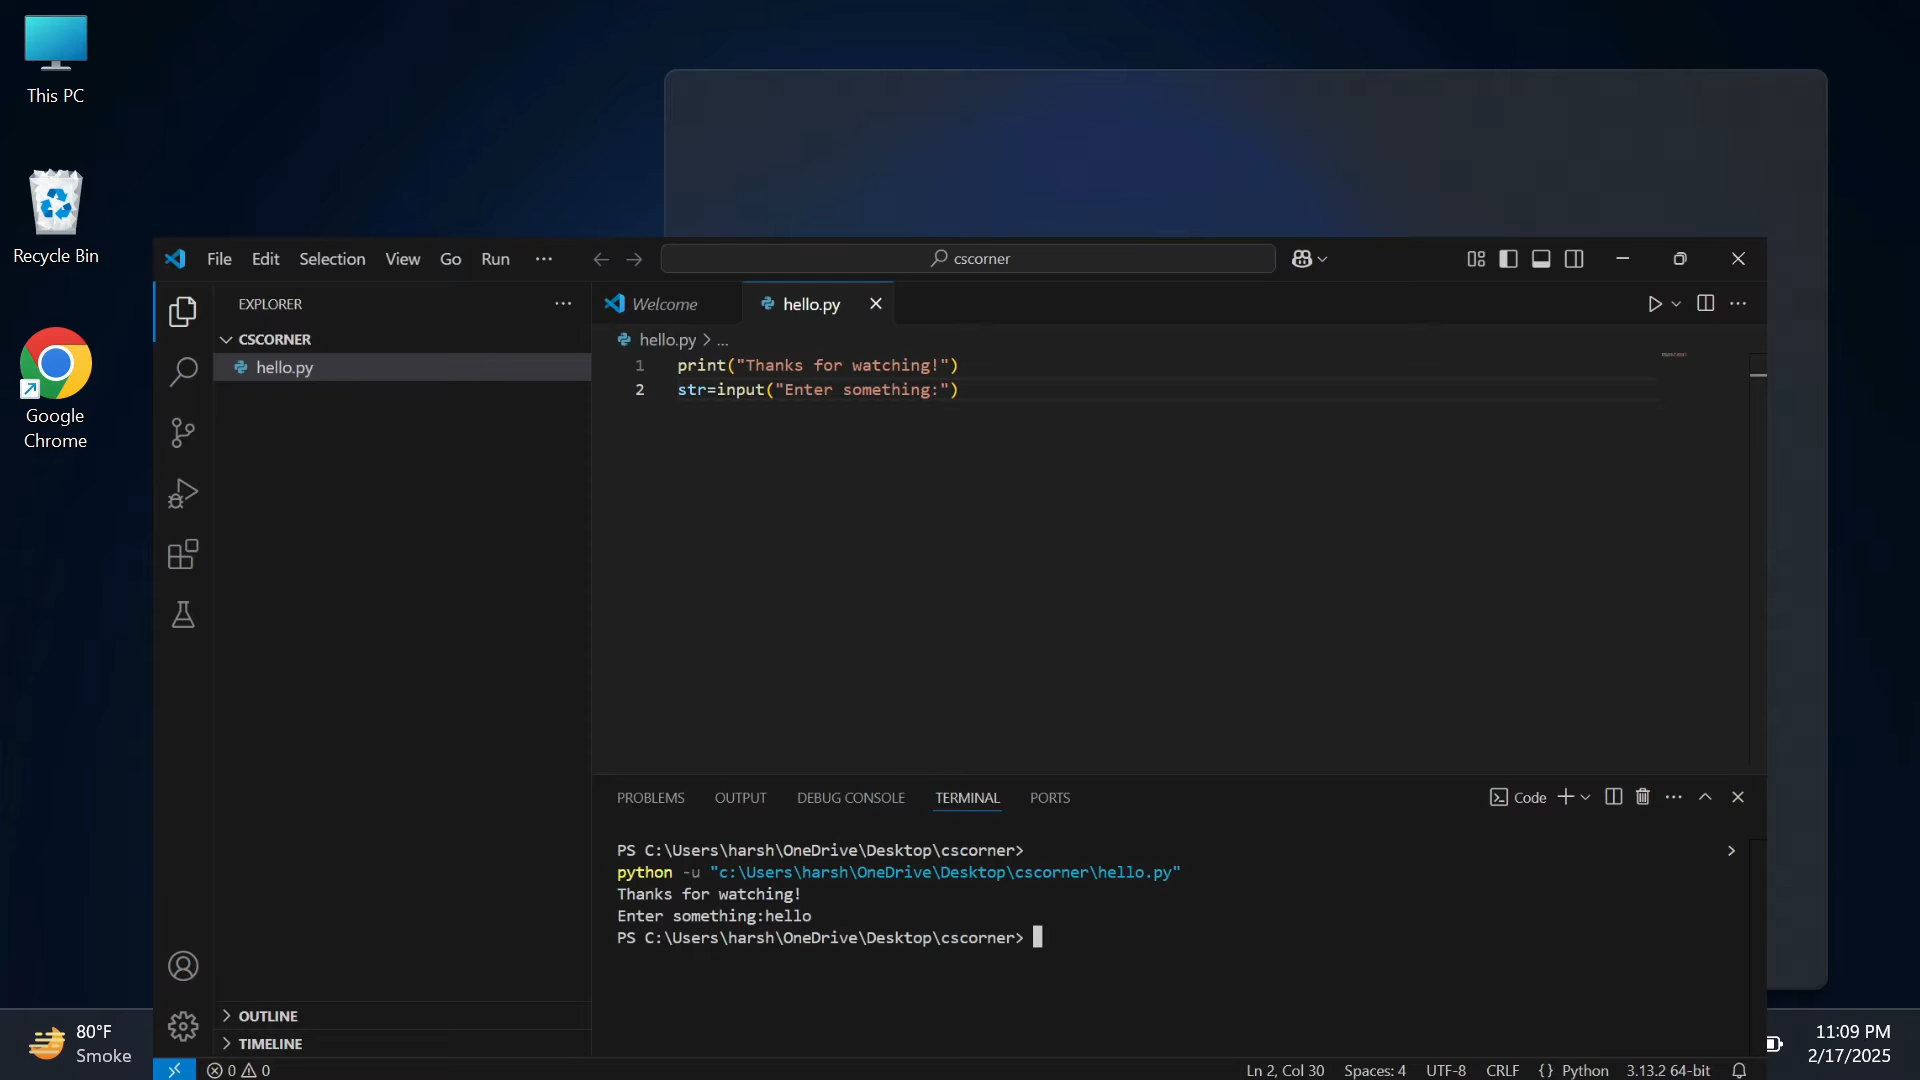 This PC
Recycle Bin
Google
Chrome
File Edit Selection View Go Run
cscorner
EXPLORER
CSCORNER
hello.py
Welcome
hello.py
hello.py > ...
1 print("Thanks for watching!")
2 str=input("Enter something:")
PROBLEMS OUTPUT DEBUG CONSOLE TERMINAL PORTS
Code
PS C:\Users\harsh\OneDrive\Desktop\cscorner>
python -u "c:\Users\harsh\OneDrive\Desktop\cscorner\hello.py"
Thanks for watching!
Enter something:hello
PS C:\Users\harsh\OneDrive\Desktop\cscorner>
OUTLINE
TIMELINE
0 0
Ln 2, Col 30 Spaces: 4 UTF-8 CRLF {} Python 3.13.2 64-bit
80°F
Smoke
11:09 PM
2/17/2025